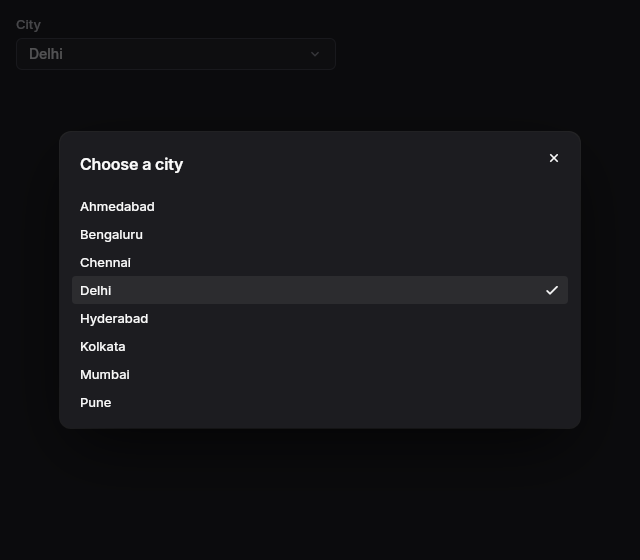 City
Delhi
Choose a city
Ahmedabad
Bengaluru
Chennai
Delhi
Hyderabad
Kolkata
Mumbai
Pune